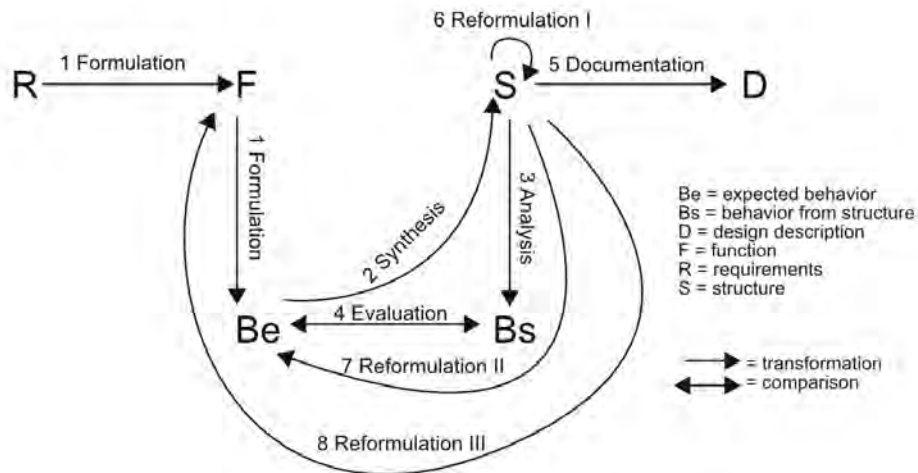 6 Reformulation I
1 Formulation
5 Documentation
R
F
S
D
1 Formulation
2 Synthesis
3 Analysis
Be = expected behavior
Bs = behavior from structure
D = design description
F = function
R = requirements
S = structure
4 Evaluation
Be
Bs
7 Reformulation II
= transformation
= comparison
8 Reformulation III